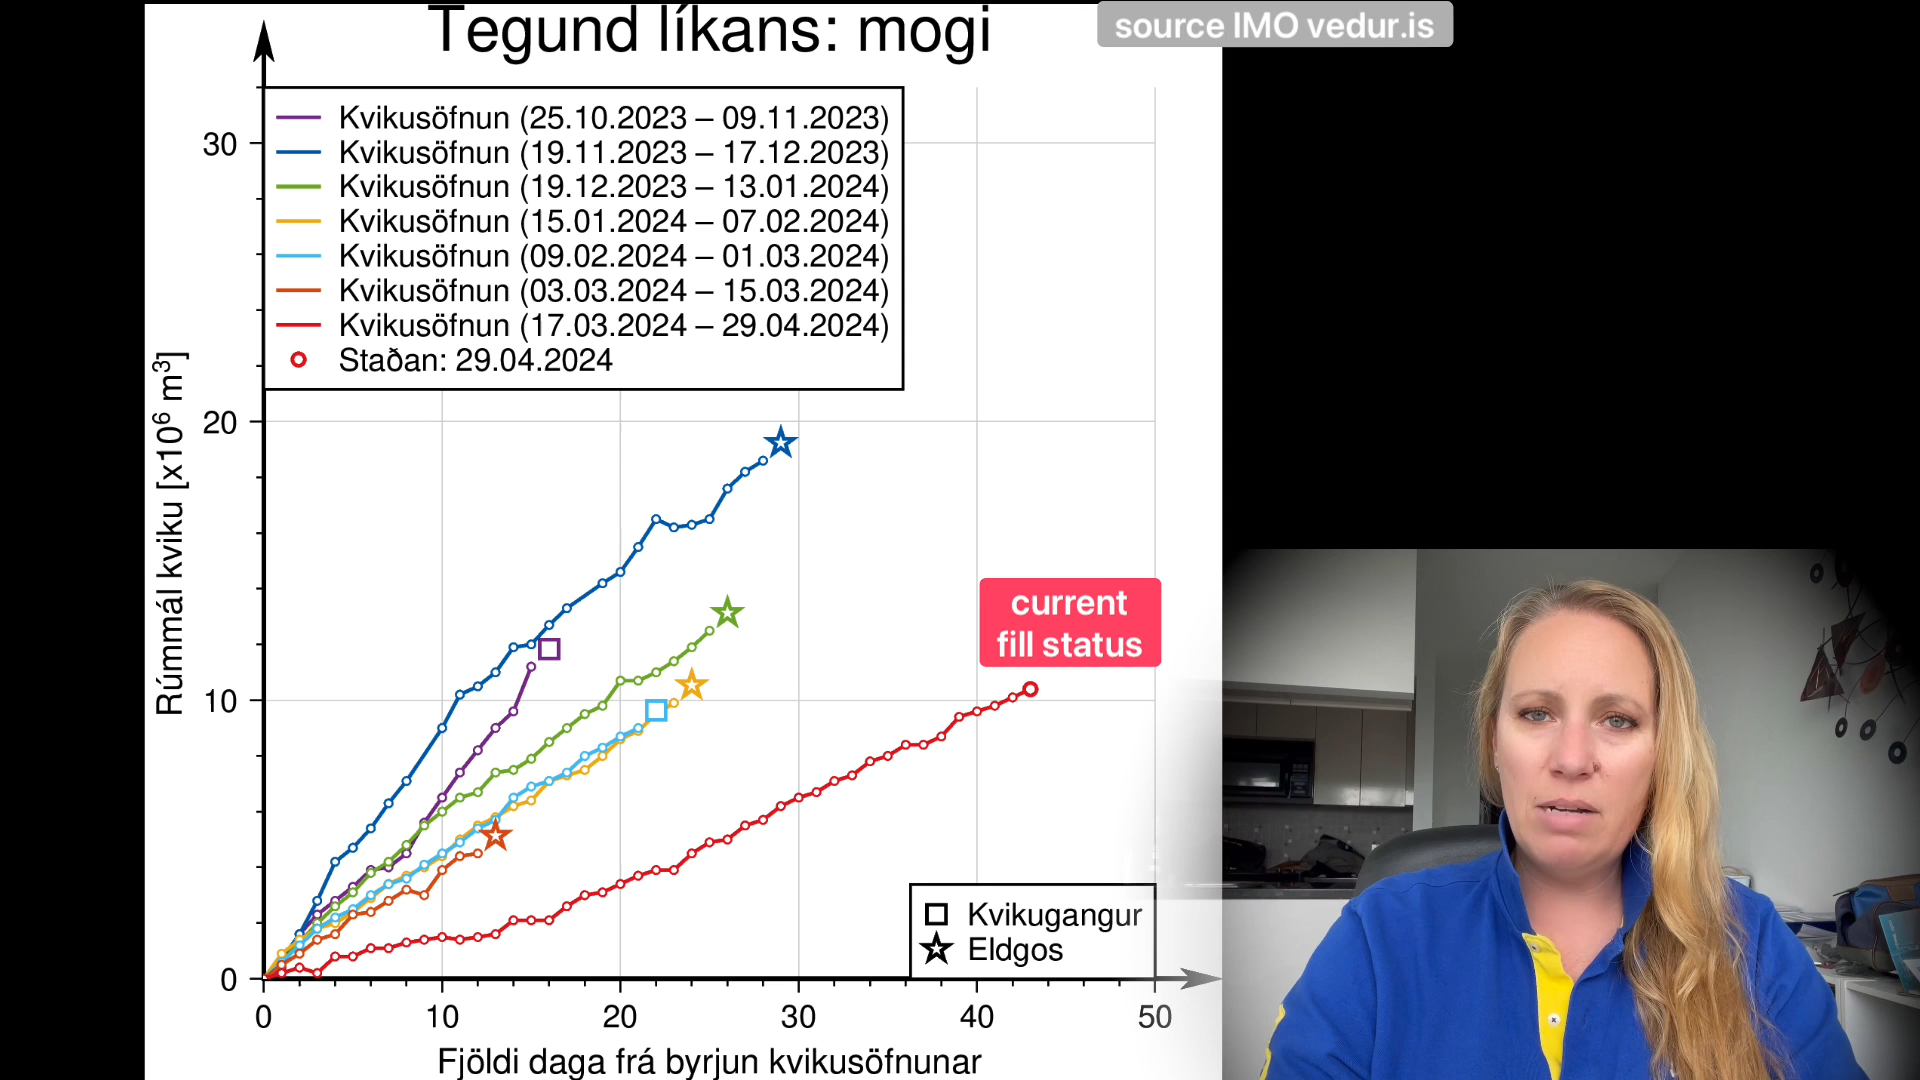 Tegund líkans: mogi
source IMO vedur.is
Kvikusöfnun (25.10.2023 – 09.11.2023)
Kvikusöfnun (19.11.2023 – 17.12.2023)
Kvikusöfnun (19.12.2023 – 13.01.2024)
Kvikusöfnun (15.01.2024 – 07.02.2024)
Kvikusöfnun (09.02.2024 – 01.03.2024)
Kvikusöfnun (03.03.2024 – 15.03.2024)
Kvikusöfnun (17.03.2024 – 29.04.2024)
Staðan: 29.04.2024
Rúmmál kviku [x10⁶ m³]
30
20
10
0
current
fill status
Kvikugangur
Eldgos
0 10 20 30 40 50
Fjöldi daga frá byrjun kvikusöfnunar